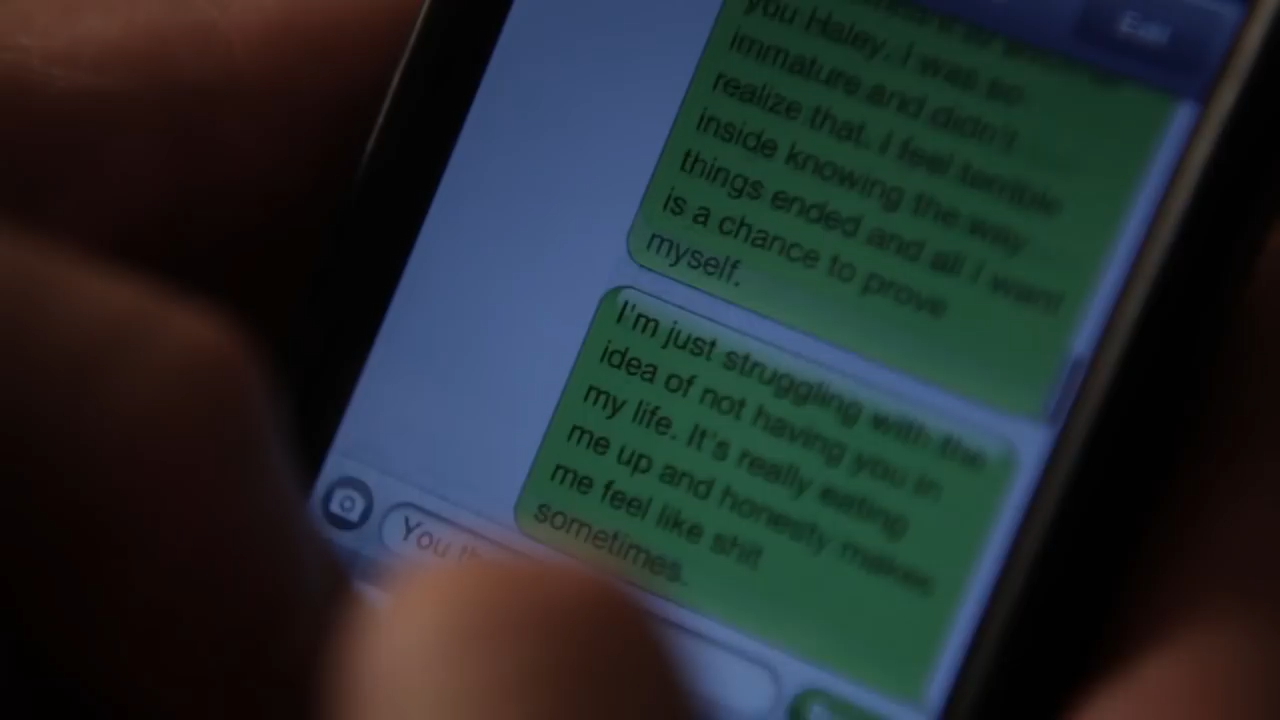 Edit
you Haley. I was so
immature and didn't
realize that. I feel terrible
inside knowing the way
things ended and all I want
is a chance to prove
myself.
I'm just struggling with the
idea of not having you in
my life. It's really eating
me up and honestly makes
me feel like shit
sometimes.
You